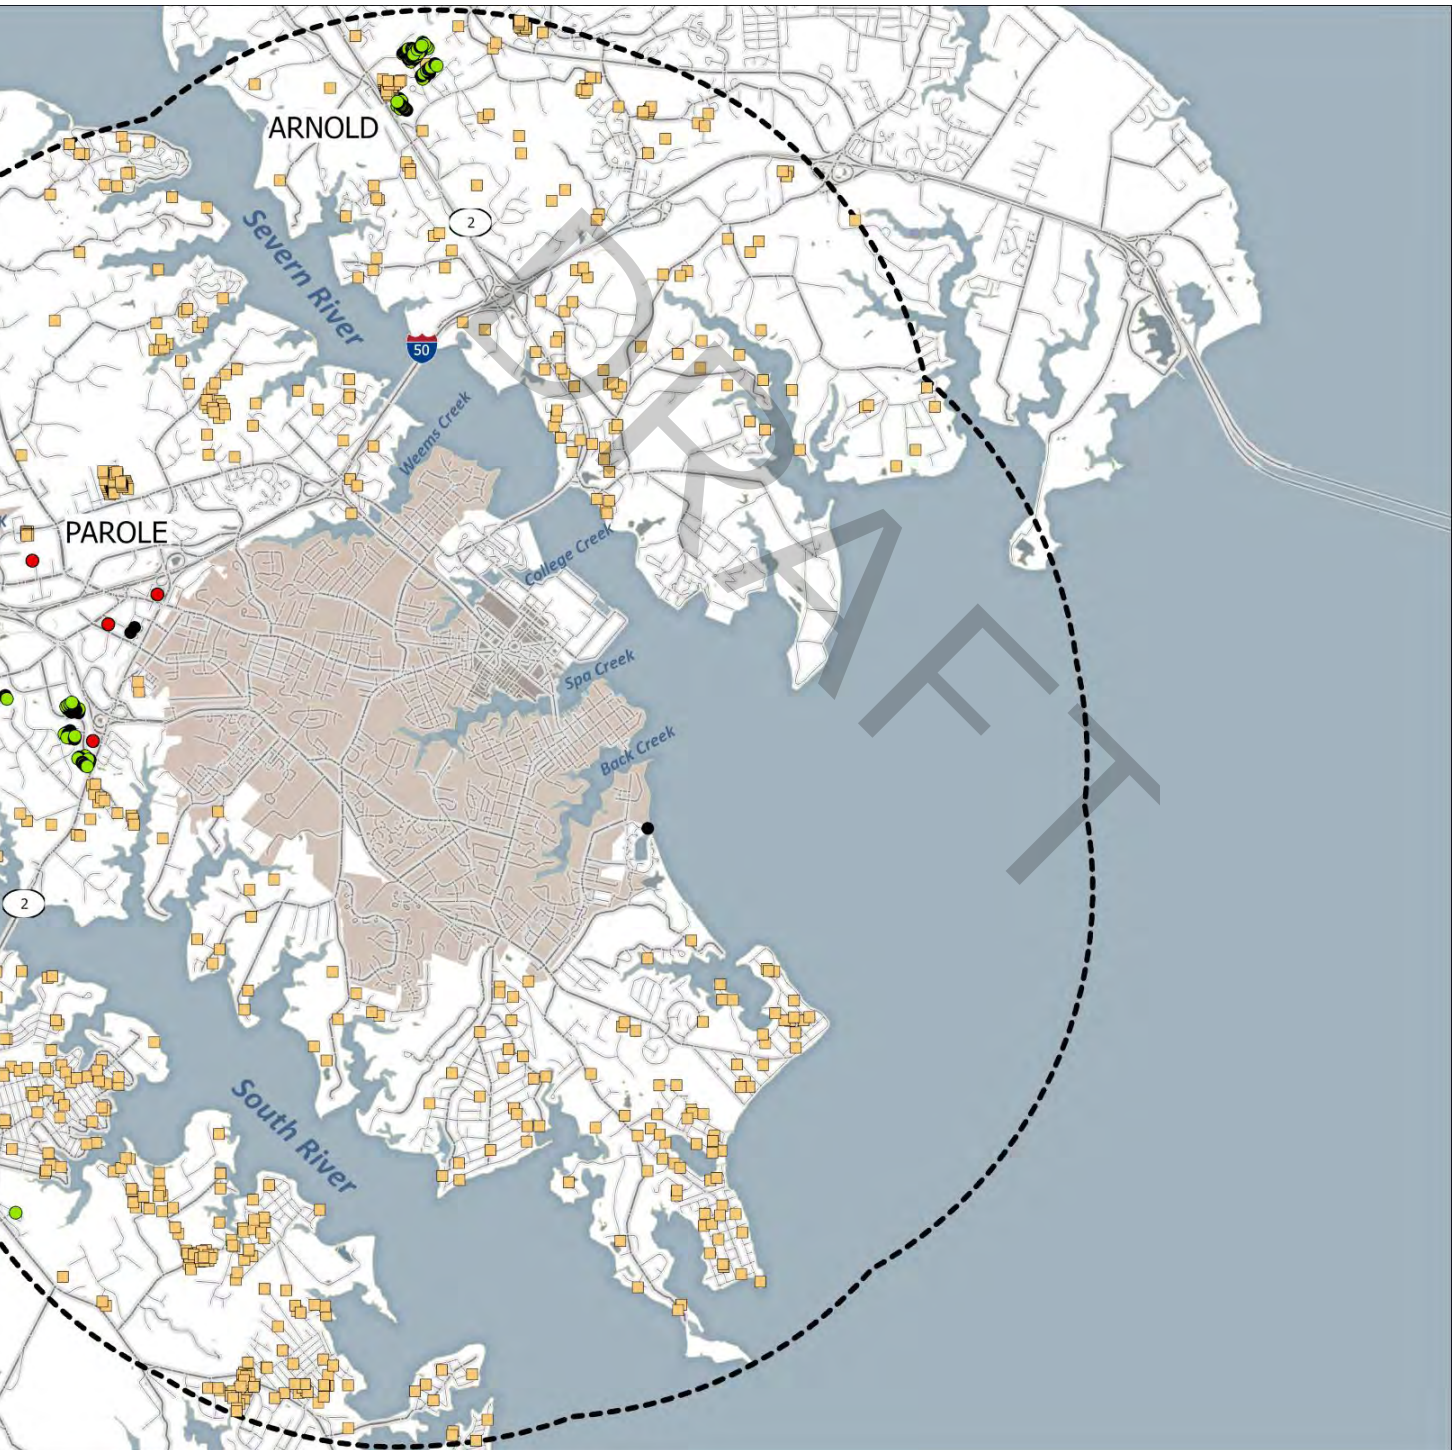 ARNOLD
2
Severn River
50
Weems Creek
PAROLE
College Creek
Spa Creek
Back Creek
2
South River
DRAFT